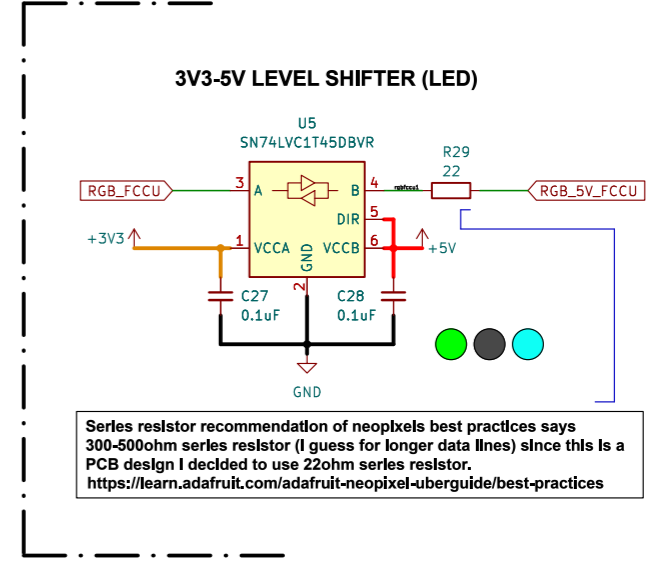 3V3-5V LEVEL SHIFTER (LED)
U5
SN74LVC1T45DBVR
R29
22
RGB_FCCU
3
A
B
4
rgbfccu1
RGB_5V_FCCU
DIR
5
+3V3
1
VCCA
GND
VCCB
6
+5V
2
C27
0.1uF
C28
0.1uF
GND
Series resistor recommendation of neopixels best practices says
300-500ohm series resistor (I guess for longer data lines) since this is a
PCB design I decided to use 22ohm series resistor.
https://learn.adafruit.com/adafruit-neopixel-uberguide/best-practices